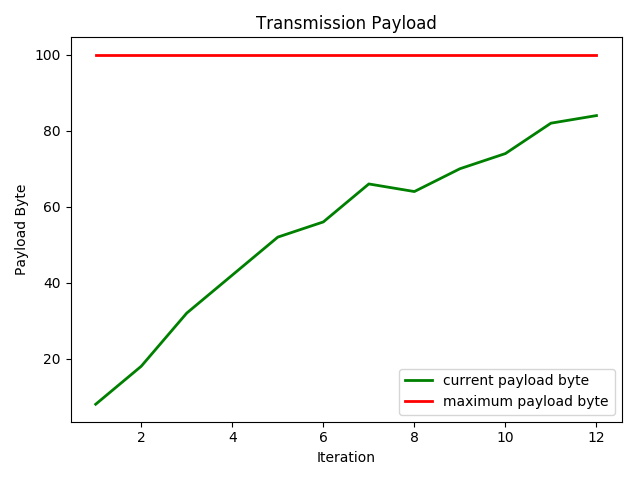 Transmission Payload
100
80
60
40
20
Payload Byte
current payload byte
maximum payload byte
2 4 6 8 10 12
Iteration